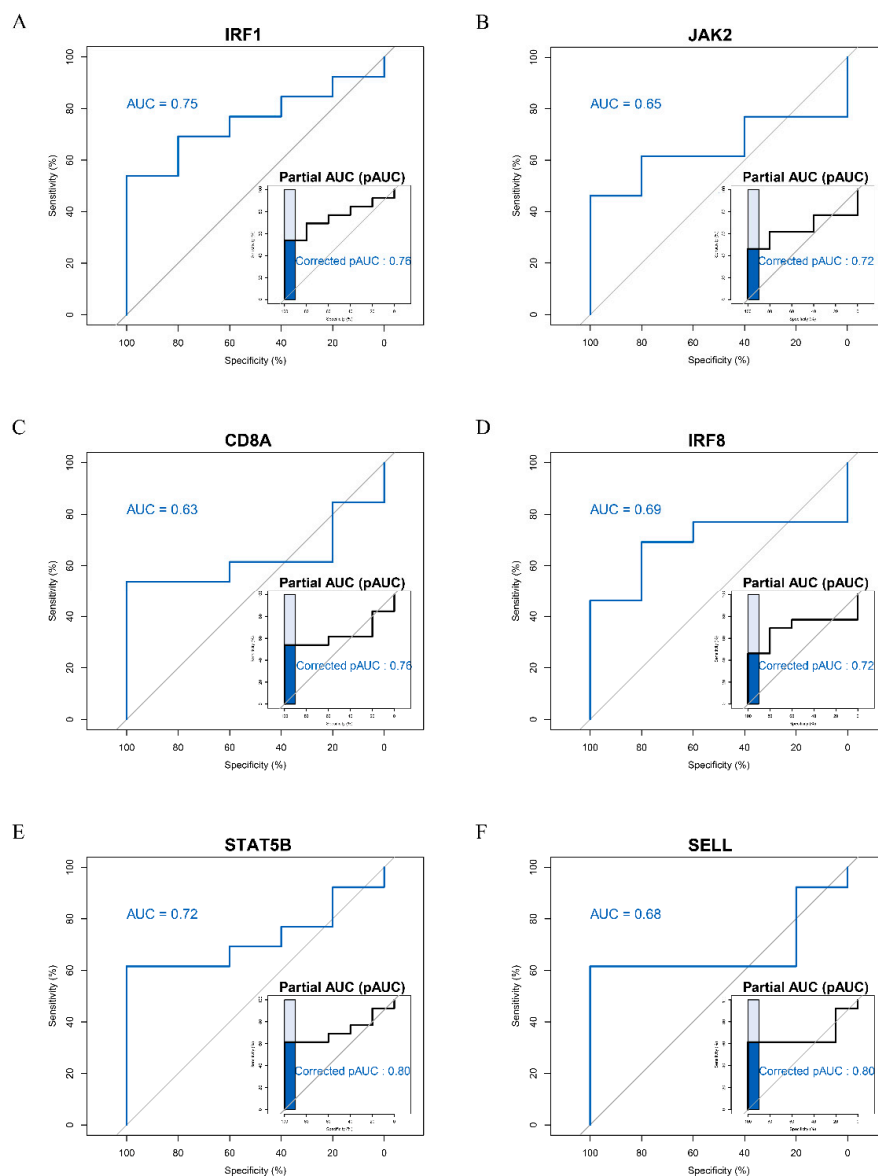 A
IRF1
AUC = 0.75
Partial AUC (pAUC)
Corrected pAUC : 0.76
Sensitivity (%)
0 20 40 60 80 100
100 80 60 40 20 0
Specificity (%)
B
JAK2
AUC = 0.65
Partial AUC (pAUC)
Corrected pAUC : 0.72
Sensitivity (%)
0 20 40 60 80 100
100 80 60 40 20 0
Specificity (%)
C
CD8A
AUC = 0.63
Partial AUC (pAUC)
Corrected pAUC : 0.76
Sensitivity (%)
0 20 40 60 80 100
100 80 60 40 20 0
Specificity (%)
D
IRF8
AUC = 0.69
Partial AUC (pAUC)
Corrected pAUC : 0.72
Sensitivity (%)
0 20 40 60 80 100
100 80 60 40 20 0
Specificity (%)
E
STAT5B
AUC = 0.72
Partial AUC (pAUC)
Corrected pAUC : 0.80
Sensitivity (%)
0 20 40 60 80 100
100 80 60 40 20 0
Specificity (%)
F
SELL
AUC = 0.68
Partial AUC (pAUC)
Corrected pAUC : 0.80
Sensitivity (%)
0 20 40 60 80 100
100 80 60 40 20 0
Specificity (%)